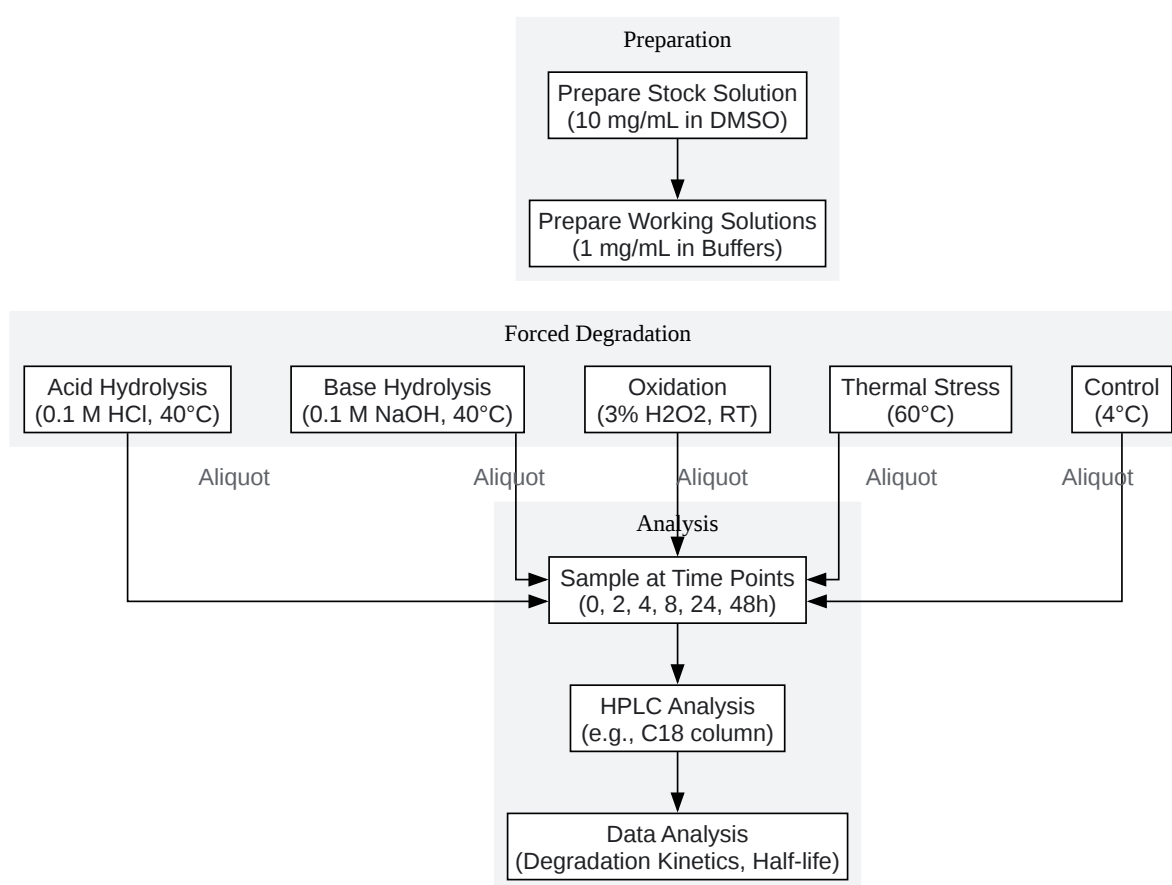 Preparation
Prepare Stock Solution
(10 mg/mL in DMSO)
Prepare Working Solutions
(1 mg/mL in Buffers)
Forced Degradation
Acid Hydrolysis
(0.1 M HCl, 40°C)
Base Hydrolysis
(0.1 M NaOH, 40°C)
Oxidation
(3% H2O2, RT)
Thermal Stress
(60°C)
Control
(4°C)
Aliquot
Aliquot
Aliquot
Aliquot
Aliquot
Analysis
Sample at Time Points
(0, 2, 4, 8, 24, 48h)
HPLC Analysis
(e.g., C18 column)
Data Analysis
(Degradation Kinetics, Half-life)